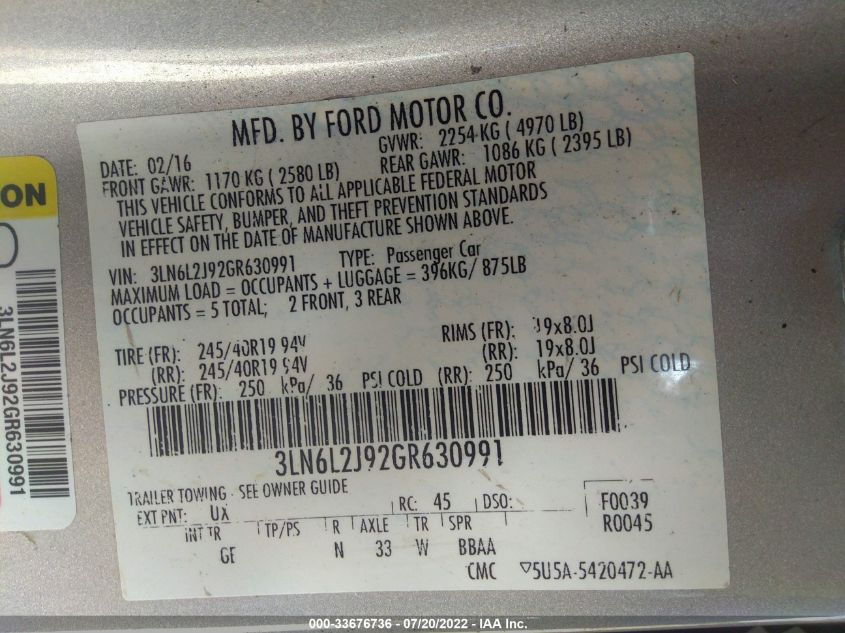 MFD. BY FORD MOTOR CO.
DATE: 02/16
GVWR: 2254 KG ( 4970 LB)
FRONT GAWR: 1170 KG ( 2580 LB)
REAR GAWR: 1086 KG ( 2395 LB)
THIS VEHICLE CONFORMS TO ALL APPLICABLE FEDERAL MOTOR
VEHICLE SAFETY, BUMPER, AND THEFT PREVENTION STANDARDS
IN EFFECT ON THE DATE OF MANUFACTURE SHOWN ABOVE.
VIN: 3LN6L2J92GR630991 TYPE: Passenger Car
MAXIMUM LOAD = OCCUPANTS + LUGGAGE = 396KG/ 875LB
OCCUPANTS = 5 TOTAL; 2 FRONT, 3 REAR
TIRE (FR): 245/40R19 94V RIMS (FR): 19x8.0J
(RR): 245/40R19 94V (RR): 19x8.0J
PRESSURE (FR): 250 kPa/ 36 PSI COLD (RR): 250 kPa/ 36 PSI COLD
3LN6L2J92GR630991
TRAILER TOWING - SEE OWNER GUIDE
EXT PNT: UX RC: 45 DSO: F0039
R0045
INT TR TP/PS R AXLE TR SPR
GE N 33 W BBAA
CMC ▽5U5A-5420472-AA
ON
3LN6L2J92GR630991
000-33676736 - 07/20/2022 - IAA Inc.